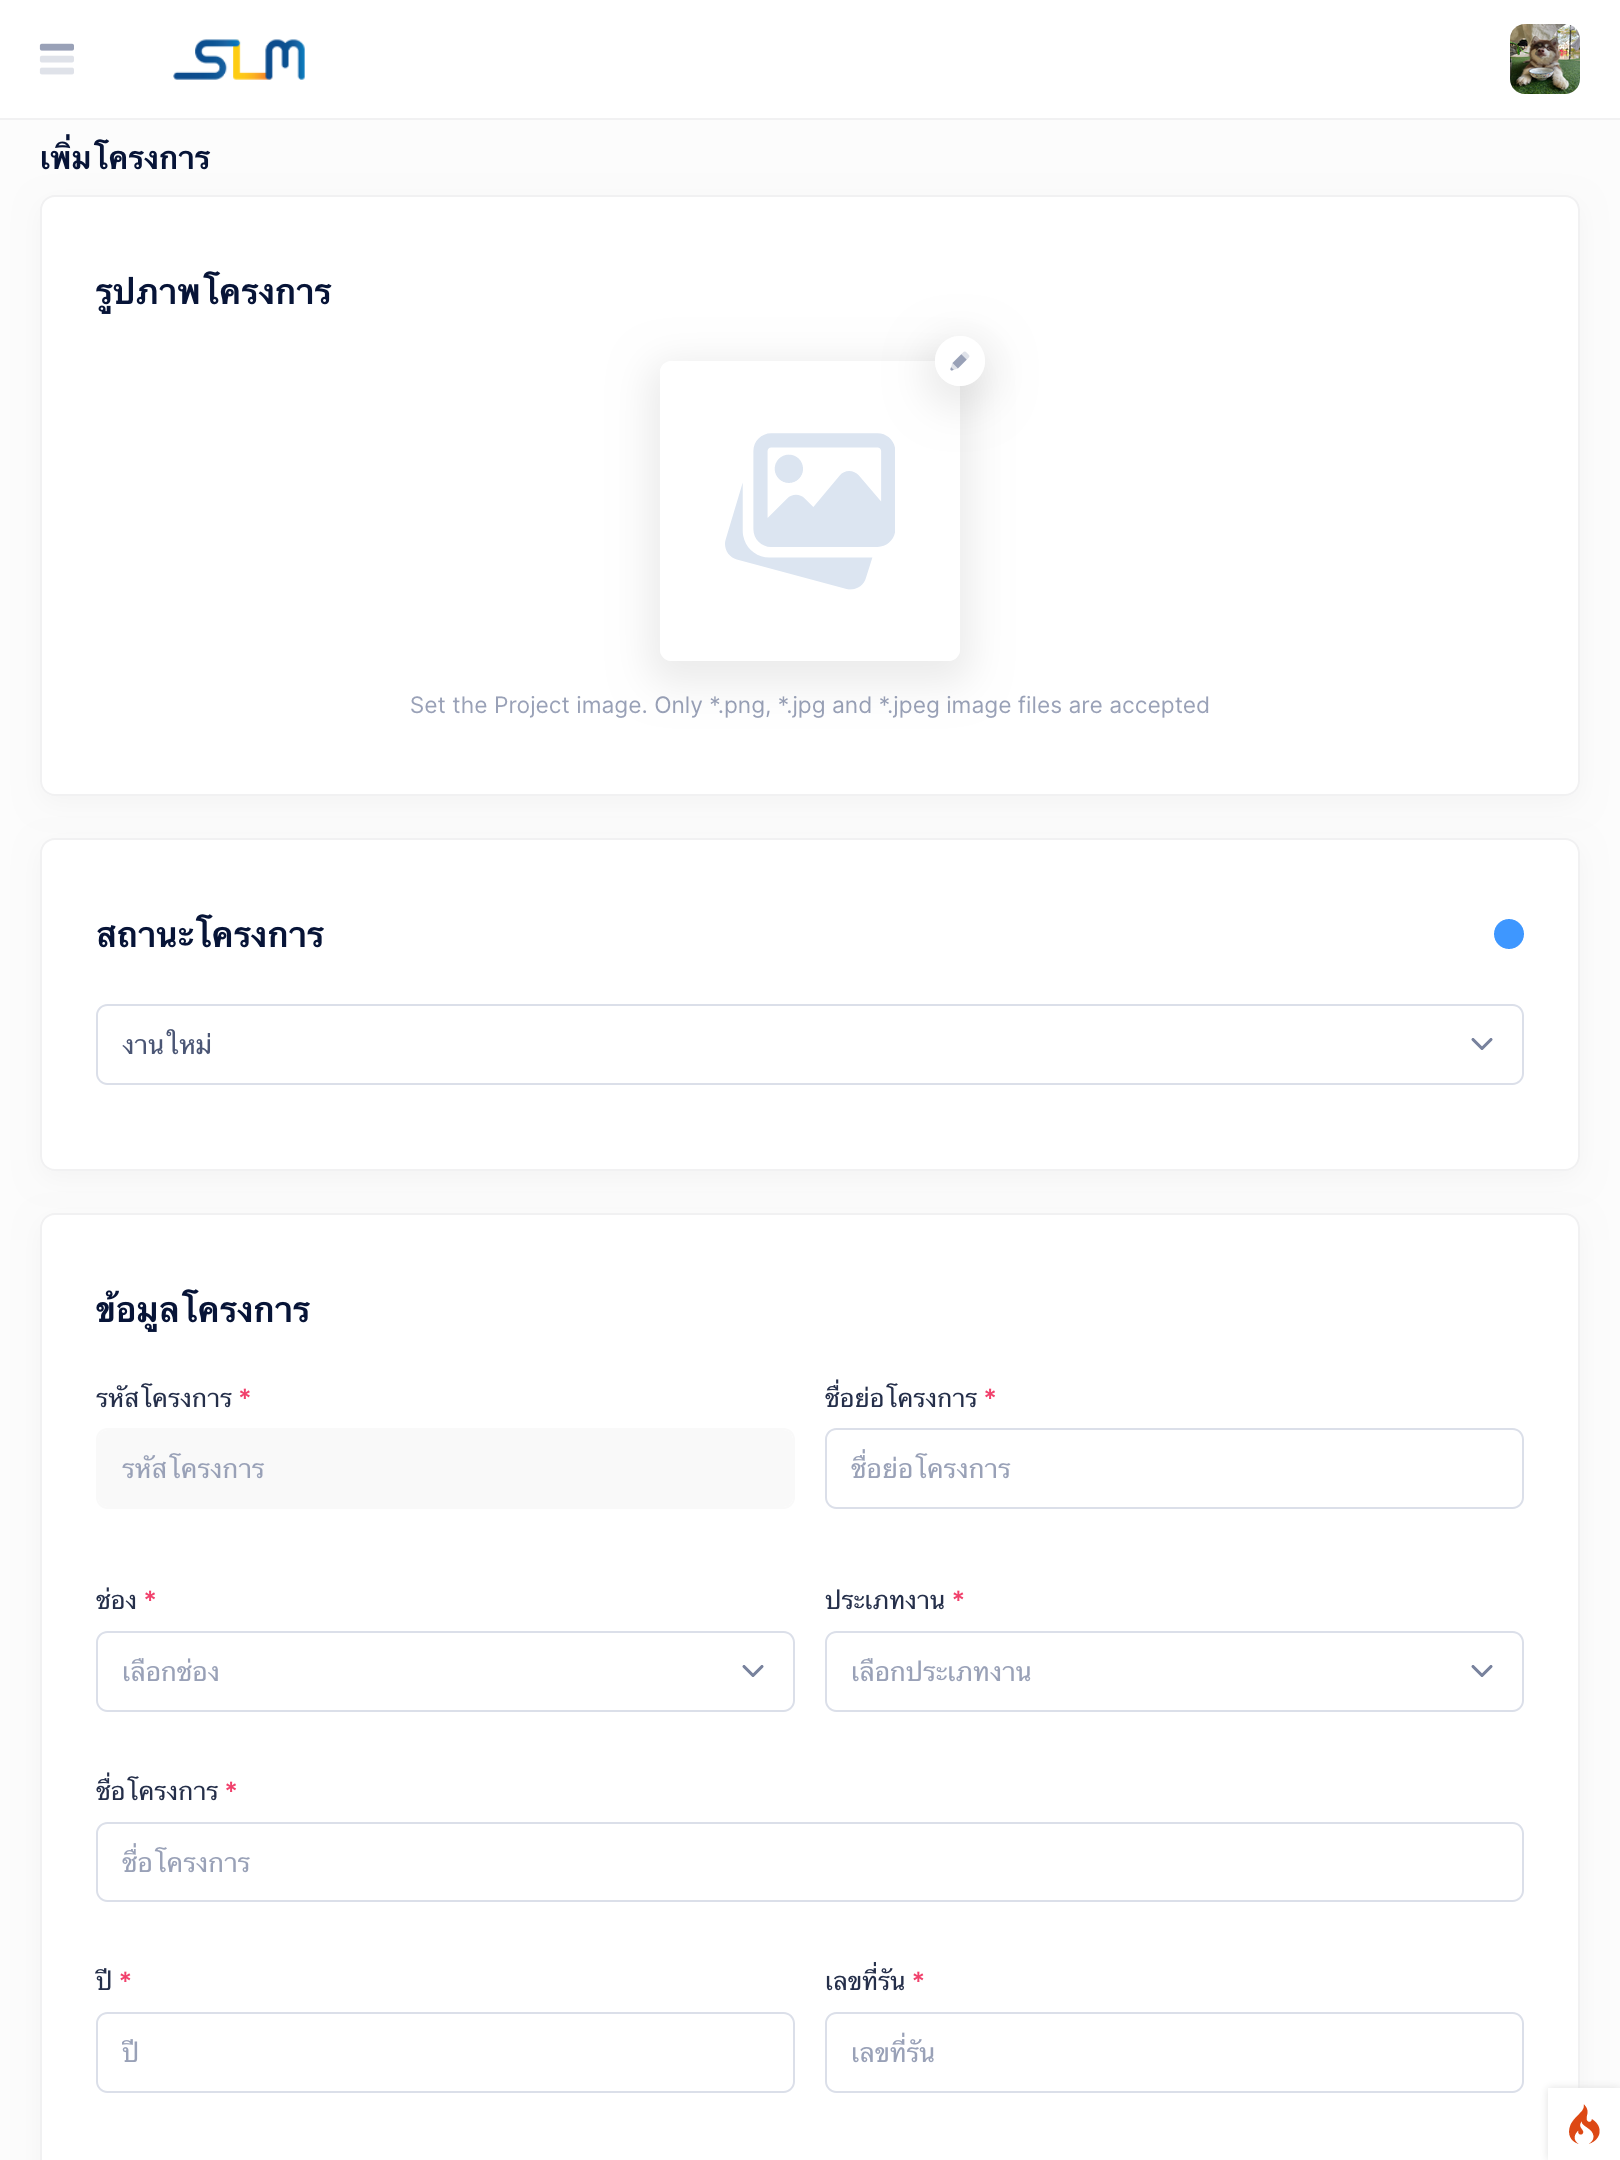 SLM
เพิ่มโครงการ
รูปภาพโครงการ
Set the Project image. Only *.png, *.jpg and *.jpeg image files are accepted
สถานะโครงการ
งานใหม่
ข้อมูลโครงการ
รหัสโครงการ *
รหัสโครงการ
ชื่อย่อโครงการ *
ชื่อย่อโครงการ
ช่อง *
เลือกช่อง
ประเภทงาน *
เลือกประเภทงาน
ชื่อโครงการ *
ชื่อโครงการ
ปี *
ปี
เลขที่รัน *
เลขที่รัน